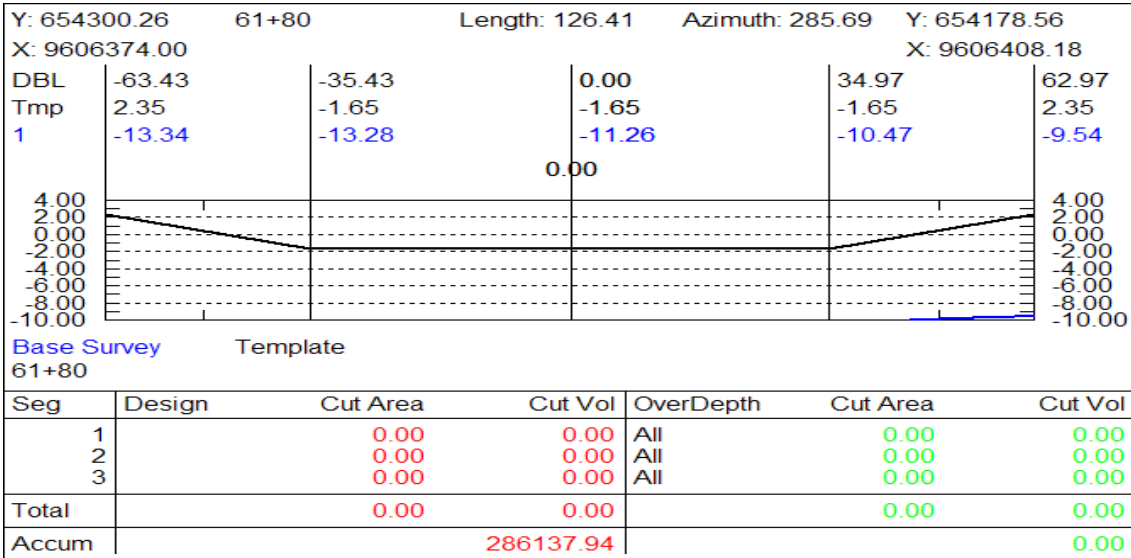 Y: 654300.26 61+80 Length: 126.41 Azimuth: 285.69 Y: 654178.56
X: 9606374.00 X: 9606408.18
DBL -63.43 -35.43 0.00 34.97 62.97
Tmp 2.35 -1.65 -1.65 -1.65 2.35
1 -13.34 -13.28 -11.26 -10.47 -9.54
0.00
4.00 4.00
2.00 2.00
0.00 0.00
-2.00 -2.00
-4.00 -4.00
-6.00 -6.00
-8.00 -8.00
-10.00 -10.00
Base Survey Template
61+80
Seg Design Cut Area Cut Vol OverDepth Cut Area Cut Vol
1 0.00 0.00 All 0.00 0.00
2 0.00 0.00 All 0.00 0.00
3 0.00 0.00 All 0.00 0.00
Total 0.00 0.00 0.00 0.00
Accum 286137.94 0.00